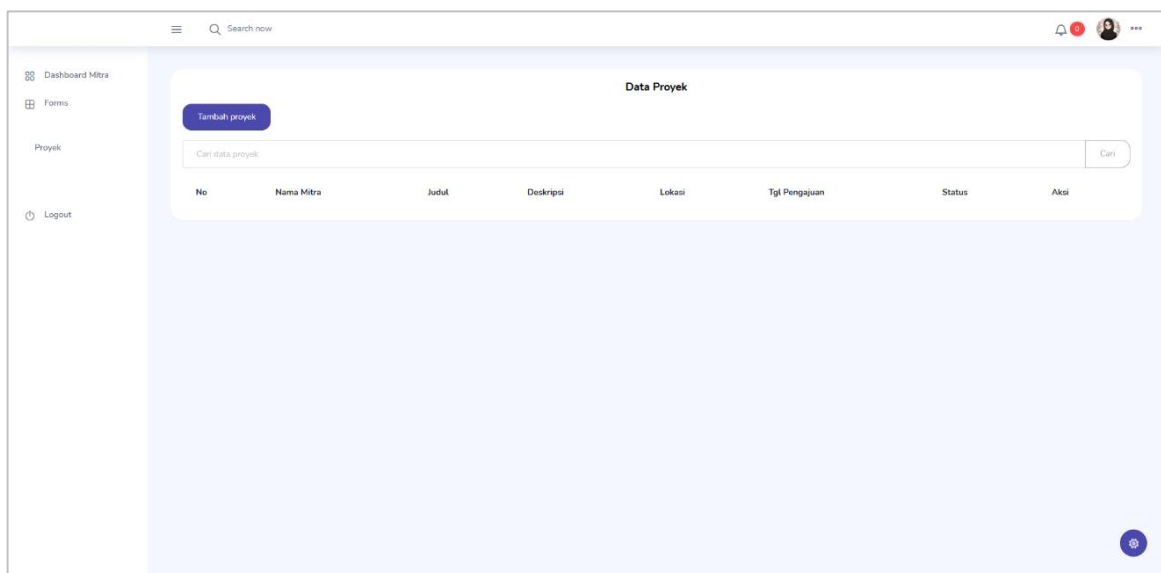 Search now
0
Dashboard Mitra
Forms
Proyek
Logout
Data Proyek
Tambah proyek
Cari data proyek
Cari
No Nama Mitra Judul Deskripsi Lokasi Tgl Pengajuan Status Aksi